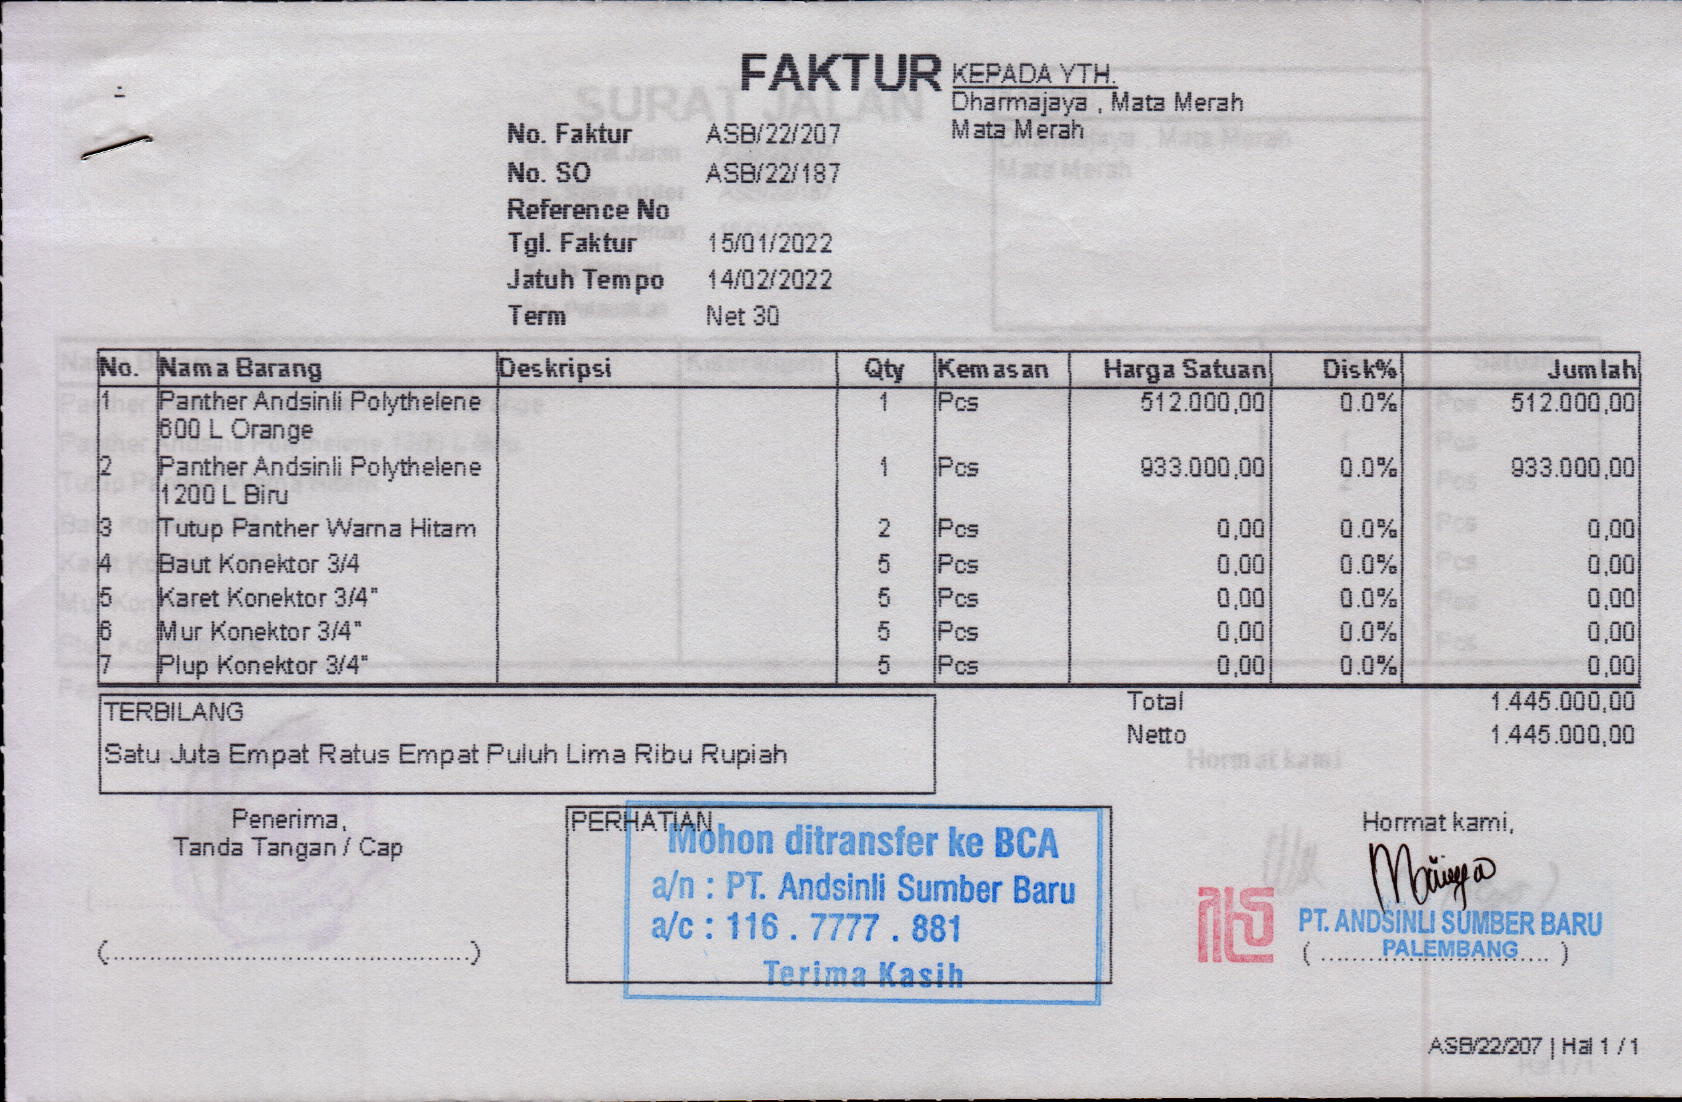 FAKTUR
KEPADA YTH.
Dharmajaya , Mata Merah
Mata Merah
No. Faktur ASB/22/207
No. SO ASB/22/187
Reference No
Tgl. Faktur 15/01/2022
Jatuh Tempo 14/02/2022
Term Net 30
No. Nama Barang Deskripsi Qty Kemasan Harga Satuan Disk% Jumlah
1 Panther Andsinli Polythelene 1 Pcs 512.000,00 0.0% 512.000,00
600 L Orange
2 Panther Andsinli Polythelene 1 Pcs 933.000,00 0.0% 933.000,00
1200 L Biru
3 Tutup Panther Warna Hitam 2 Pcs 0,00 0.0% 0,00
4 Baut Konektor 3/4 5 Pcs 0,00 0.0% 0,00
5 Karet Konektor 3/4" 5 Pcs 0,00 0.0% 0,00
6 Mur Konektor 3/4" 5 Pcs 0,00 0.0% 0,00
7 Plup Konektor 3/4" 5 Pcs 0,00 0.0% 0,00
Total 1.445.000,00
Netto 1.445.000,00
TERBILANG
Satu Juta Empat Ratus Empat Puluh Lima Ribu Rupiah
Penerima,
Tanda Tangan / Cap
(...........................................)
PERHATIAN
Mohon ditransfer ke BCA
a/n : PT. Andsinli Sumber Baru
a/c : 116 . 7777 . 881
Terima Kasih
Hormat kami,
PT. ANDSINLI SUMBER BARU
PALEMBANG
ASB/22/207 | Hal 1 / 1